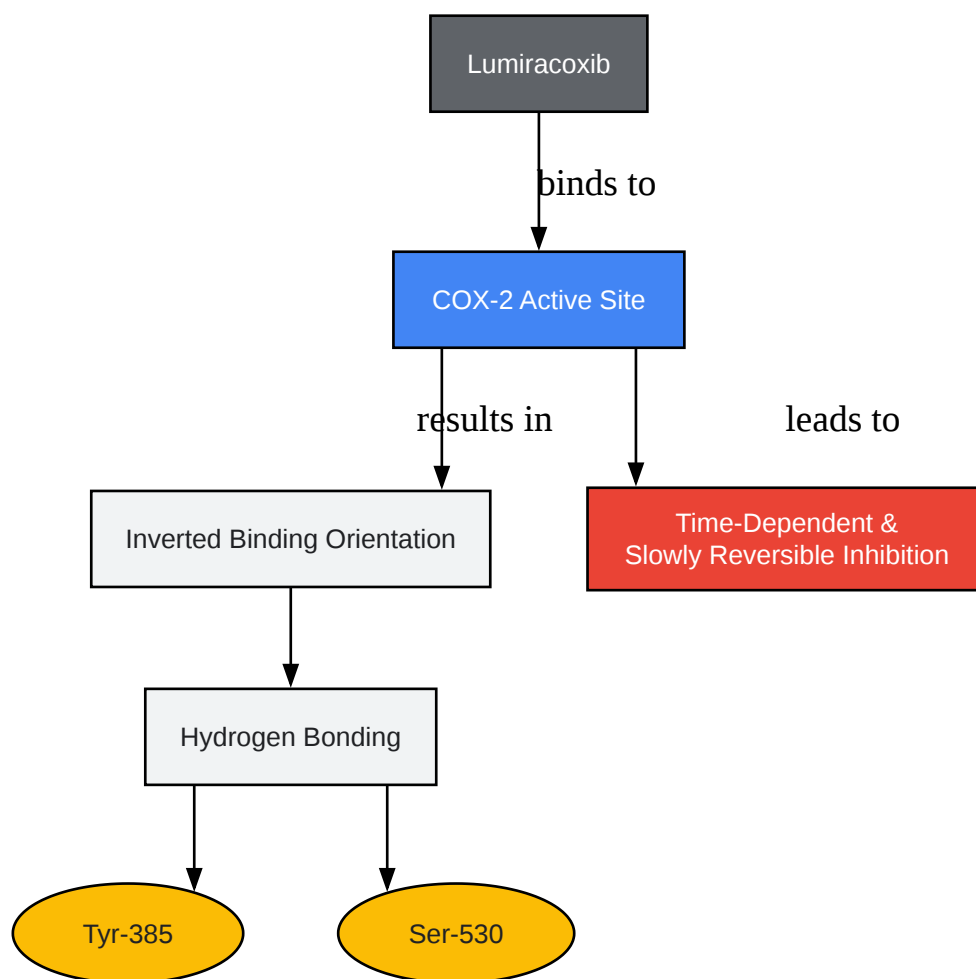 Lumiracoxib
binds to
COX-2 Active Site
results in
leads to
Inverted Binding Orientation
Time-Dependent &
Slowly Reversible Inhibition
Hydrogen Bonding
Tyr-385
Ser-530